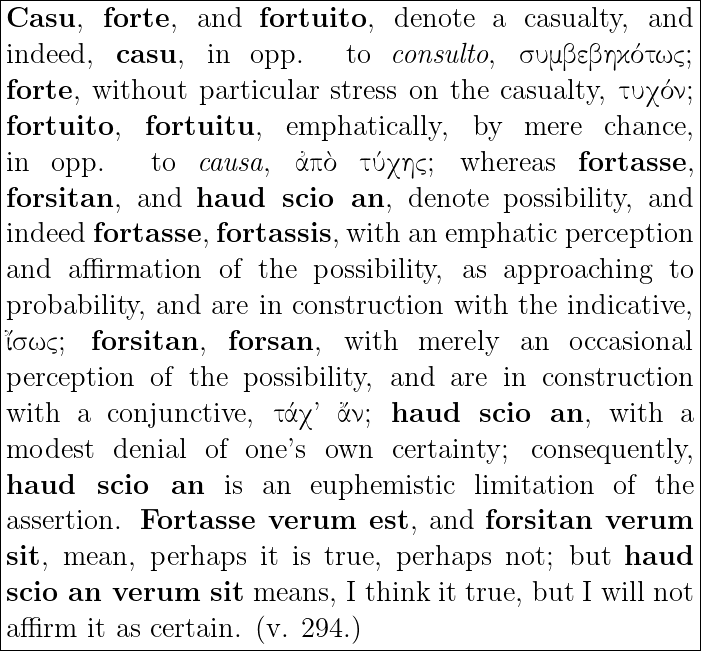 Casu, forte, and fortuito, denote a casualty, and
indeed, casu, in opp. to consulto, συμβεβηκότως;
forte, without particular stress on the casualty, τυχόν;
fortuito, fortuitu, emphatically, by mere chance,
in opp. to causa, ἀπὸ τύχης; whereas fortasse,
forsitan, and haud scio an, denote possibility, and
indeed fortasse, fortassis, with an emphatic perception
and affirmation of the possibility, as approaching to
probability, and are in construction with the indicative,
ἴσως; forsitan, forsan, with merely an occasional
perception of the possibility, and are in construction
with a conjunctive, τάχ’ ἄν; haud scio an, with a
modest denial of one’s own certainty; consequently,
haud scio an is an euphemistic limitation of the
assertion. Fortasse verum est, and forsitan verum
sit, mean, perhaps it is true, perhaps not; but haud
scio an verum sit means, I think it true, but I will not
affirm it as certain. (v. 294.)